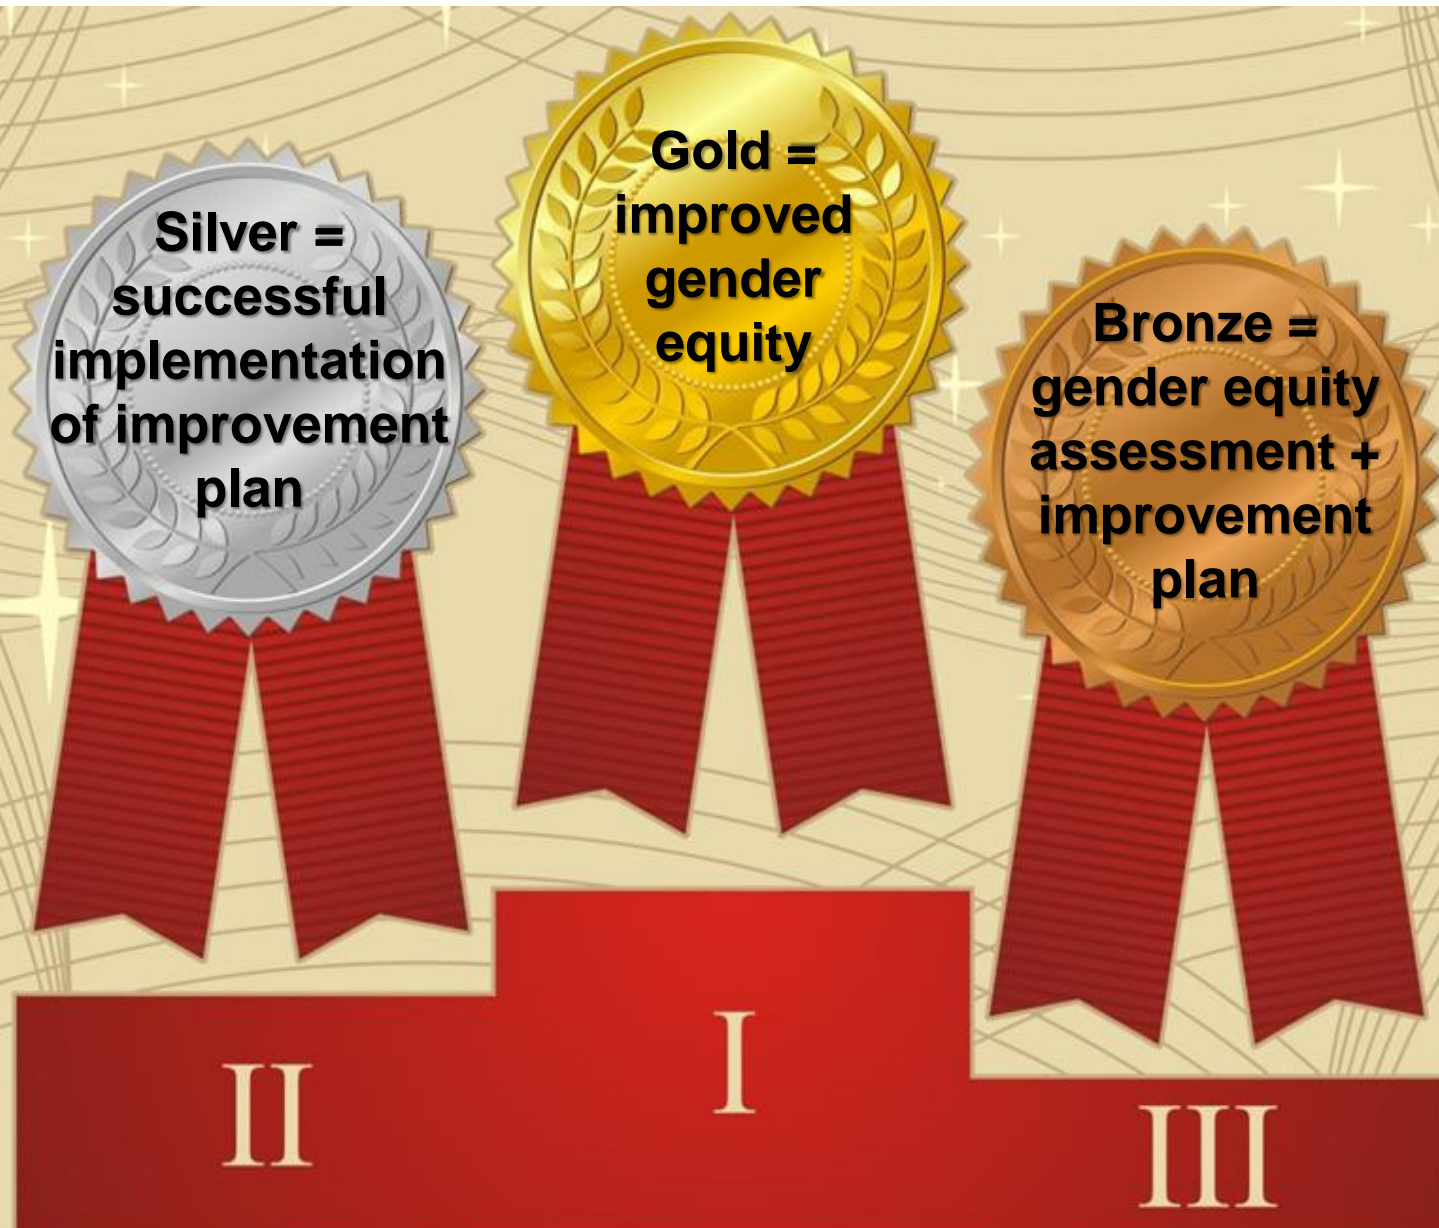 Silver =
successful
implementation
of improvement
plan
Gold =
improved
gender
equity
Bronze =
gender equity
assessment +
improvement
plan
II
I
III